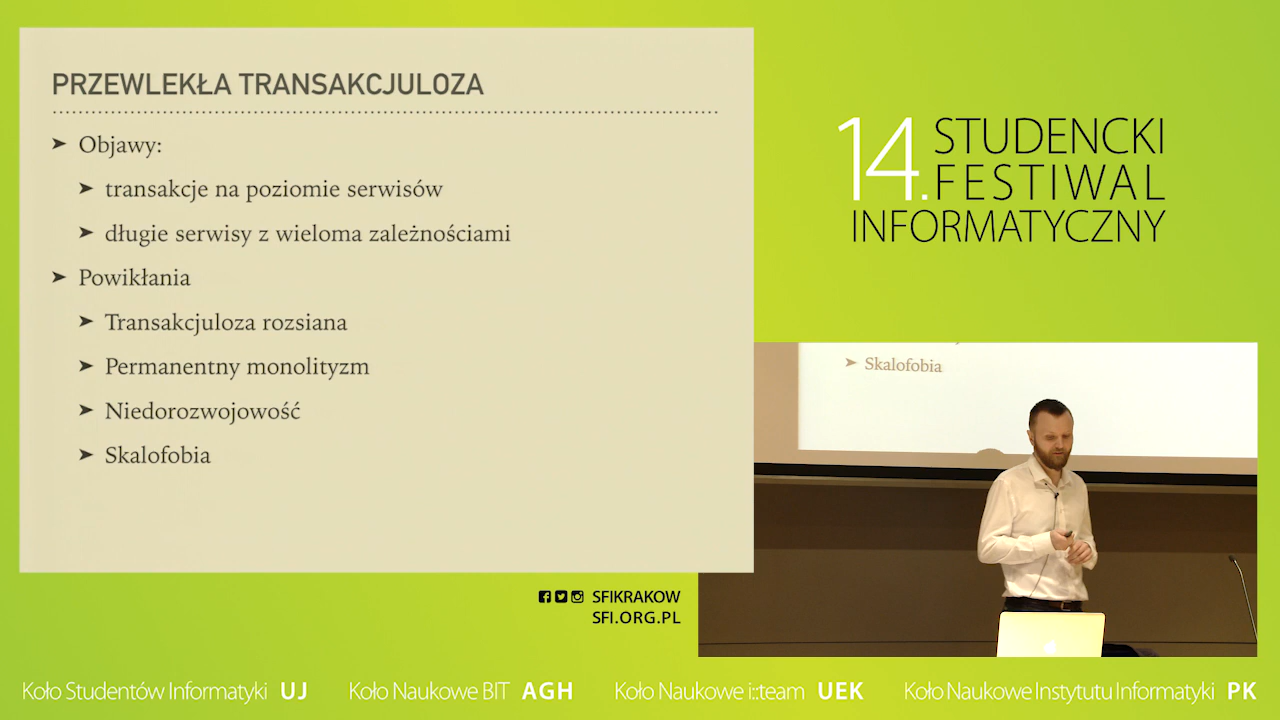 PRZEWLEKŁA TRANSAKCJULOZA
➤ Objawy:
➤ transakcje na poziomie serwisów
➤ długie serwisy z wieloma zależnościami
➤ Powikłania
➤ Transakcjuloza rozsiana
➤ Permanentny monolityzm
➤ Niedorozwojowość
➤ Skalofobia
14. STUDENCKI
FESTIWAL
INFORMATYCZNY
➤ Skalofobia
SFIKRAKOW
SFI.ORG.PL
Koło Studentów Informatyki UJ
Koło Naukowe BIT AGH
Koło Naukowe i::team UEK
Koło Naukowe Instytutu Informatyki PK